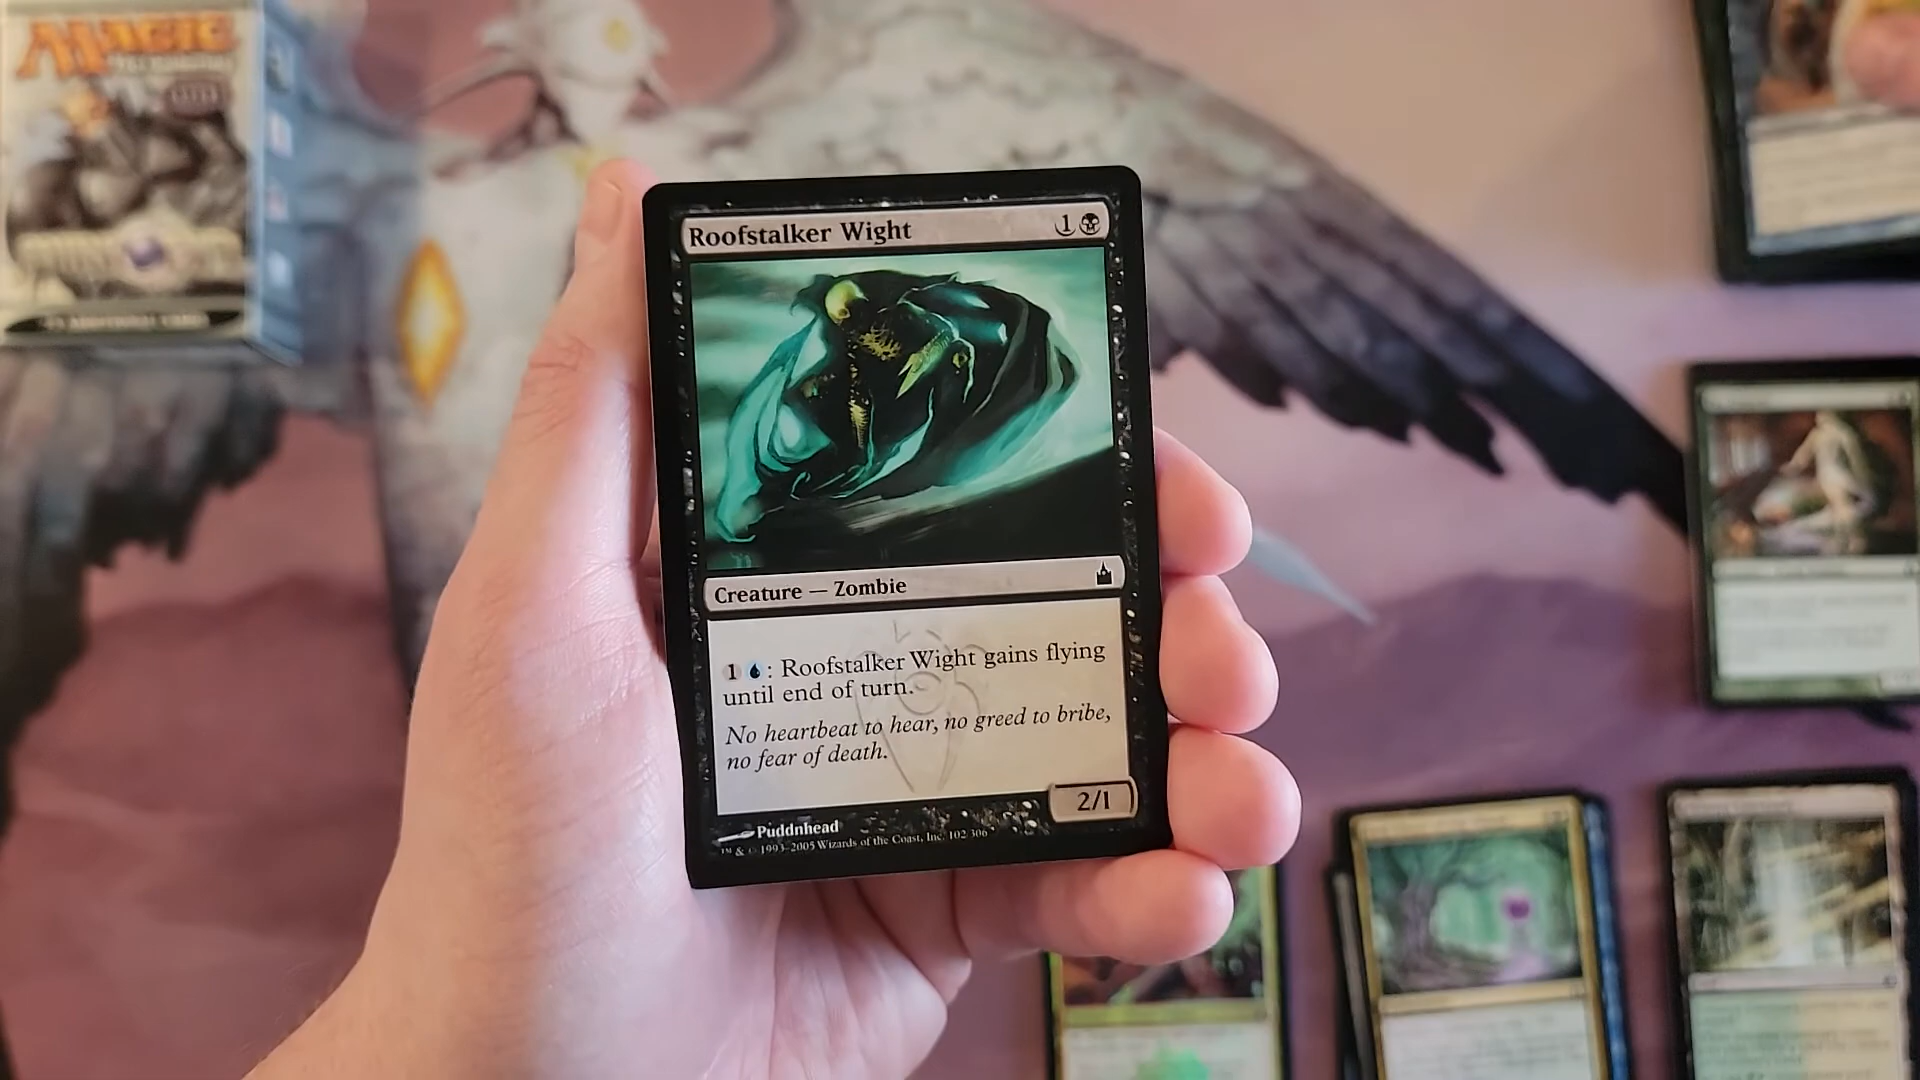 MAGIC
Roofstalker Wight 1
Creature — Zombie
1 : Roofstalker Wight gains flying
until end of turn.
No heartbeat to hear, no greed to bribe,
no fear of death.
2/1
Puddnhead
™ & © 1993–2005 Wizards of the Coast, Inc. 102/306